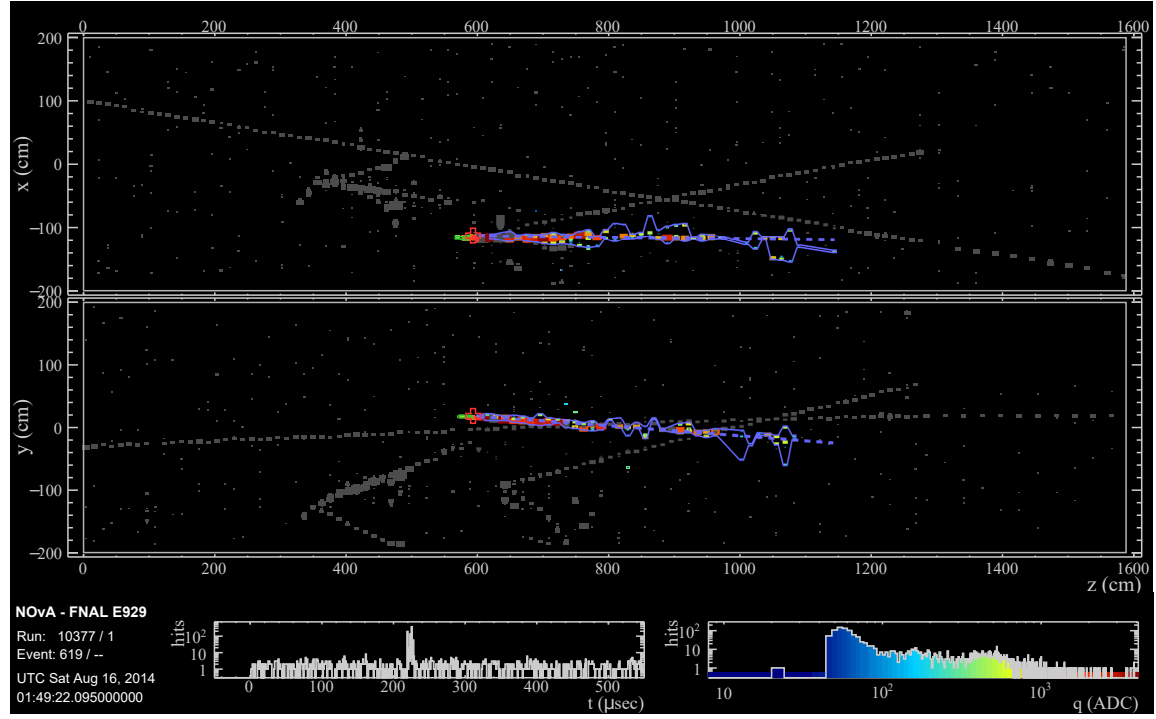 0 200 400 600 800 1000 1200 1400 1600
200
100
0
−100
−200
x (cm)
200
100
0
−100
−200
y (cm)
0 200 400 600 800 1000 1200 1400 1600
z (cm)
NOvA - FNAL E929
Run: 10377 / 1
Event: 619 / --
UTC Sat Aug 16, 2014
01:49:22.095000000
hits
10²
10
1
0 100 200 300 400 500
t (μsec)
hits
10²
10
1
10 10² 10³
q (ADC)